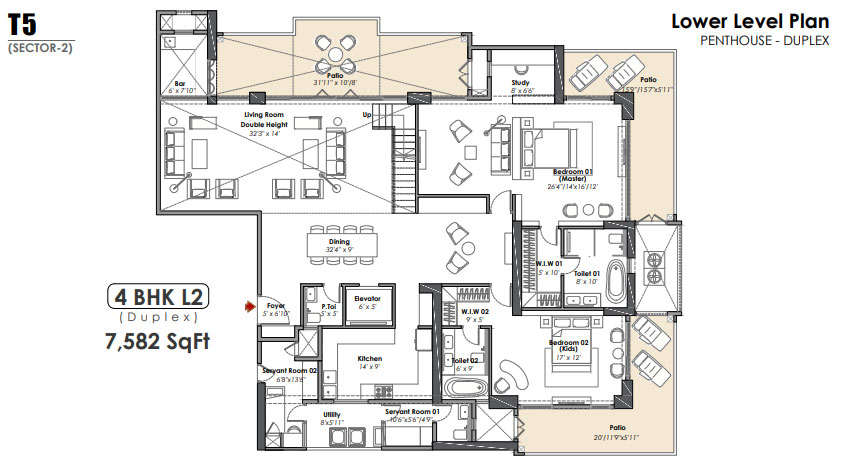 T5
(SECTOR-2)
Lower Level Plan
PENTHOUSE - DUPLEX
Bar
6' x 7'10"
Patio
31'11" x 10'/8'
Study
8' x 6'6"
Patio
15'9"/15'7"x5'11"
Living Room
Double Height
32'3" x 14'
Up
Bedroom 01
(Master)
26'4"/14'x16'/12'
Dining
32'4" x 9'
W.I.W 01
5' x 10'
Toilet 01
8' x 10'
4 BHK L2
(Duplex)
7,582 SqFt
Foyer
5' x 6'10"
P.Toi
5' x 5'
Elevator
6' x 5'
W.I.W 02
9' x 5'
Kitchen
14' x 9'
Toilet 02
6' x 9'
Bedroom 02
(Kids)
17' x 12'
Servant Room 02
6'8"x13'6"
Utility
8'x5'11"
Servant Room 01
10'6"x5'6"/4'9"
Patio
20'/11'9"x5'11"